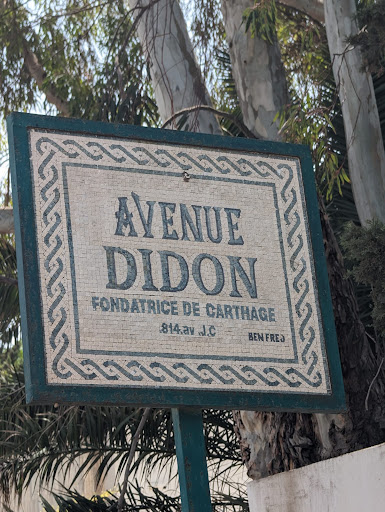 AVENUE
DIDON
FONDATRICE DE CARTHAGE
.814.av .J.C
BEN FREJ